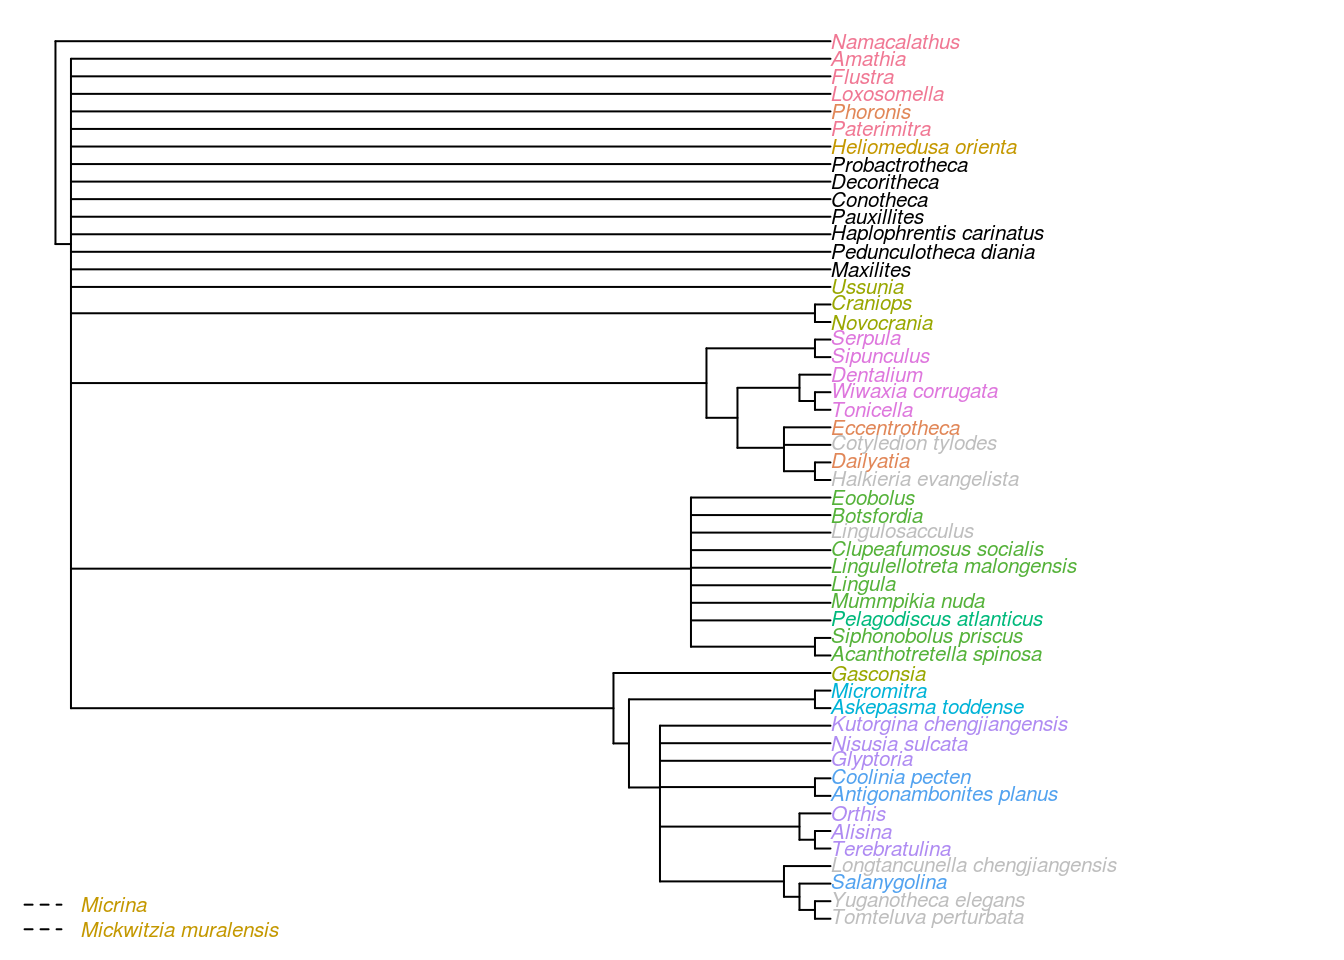 Namacalathus
Amathia
Flustra
Loxosomella
Phoronis
Paterimitra
Heliomedusa orienta
Probactrotheca
Decoritheca
Conotheca
Pauxillites
Haplophrentis carinatus
Pedunculotheca diania
Maxilites
Ussunia
Craniops
Novocrania
Serpula
Sipunculus
Dentalium
Wiwaxia corrugata
Tonicella
Eccentrotheca
Cotyledion tylodes
Dailyatia
Halkieria evangelista
Eoobolus
Botsfordia
Lingulosacculus
Clupeafumosus socialis
Lingulellotreta malongensis
Lingula
Mummpikia nuda
Pelagodiscus atlanticus
Siphonobolus priscus
Acanthotretella spinosa
Gasconsia
Micromitra
Askepasma toddense
Kutorgina chengjiangensis
Nisusia sulcata
Glyptoria
Coolinia pecten
Antigonambonites planus
Orthis
Alisina
Terebratulina
Longtancunella chengjiangensis
Salanygolina
Yuganotheca elegans
Tomteluva perturbata
Micrina
Mickwitzia muralensis